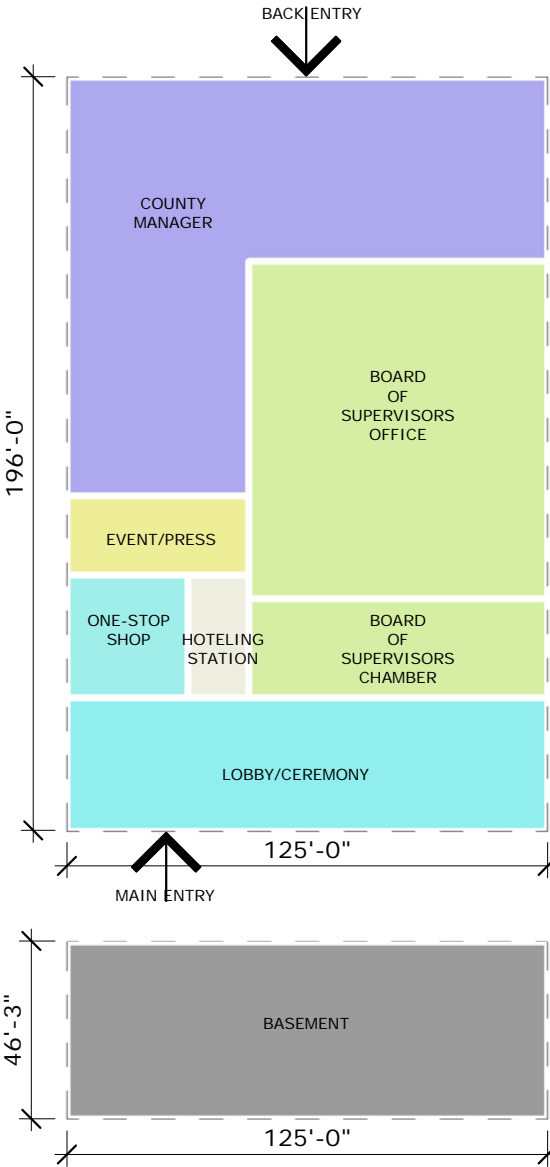 BACK ENTRY
COUNTY
MANAGER
BOARD
OF
SUPERVISORS
OFFICE
196'-0"
EVENT/PRESS
ONE-STOP
SHOP
HOTELING
STATION
BOARD
OF
SUPERVISORS
CHAMBER
LOBBY/CEREMONY
125'-0"
MAIN ENTRY
46'-3"
BASEMENT
125'-0"